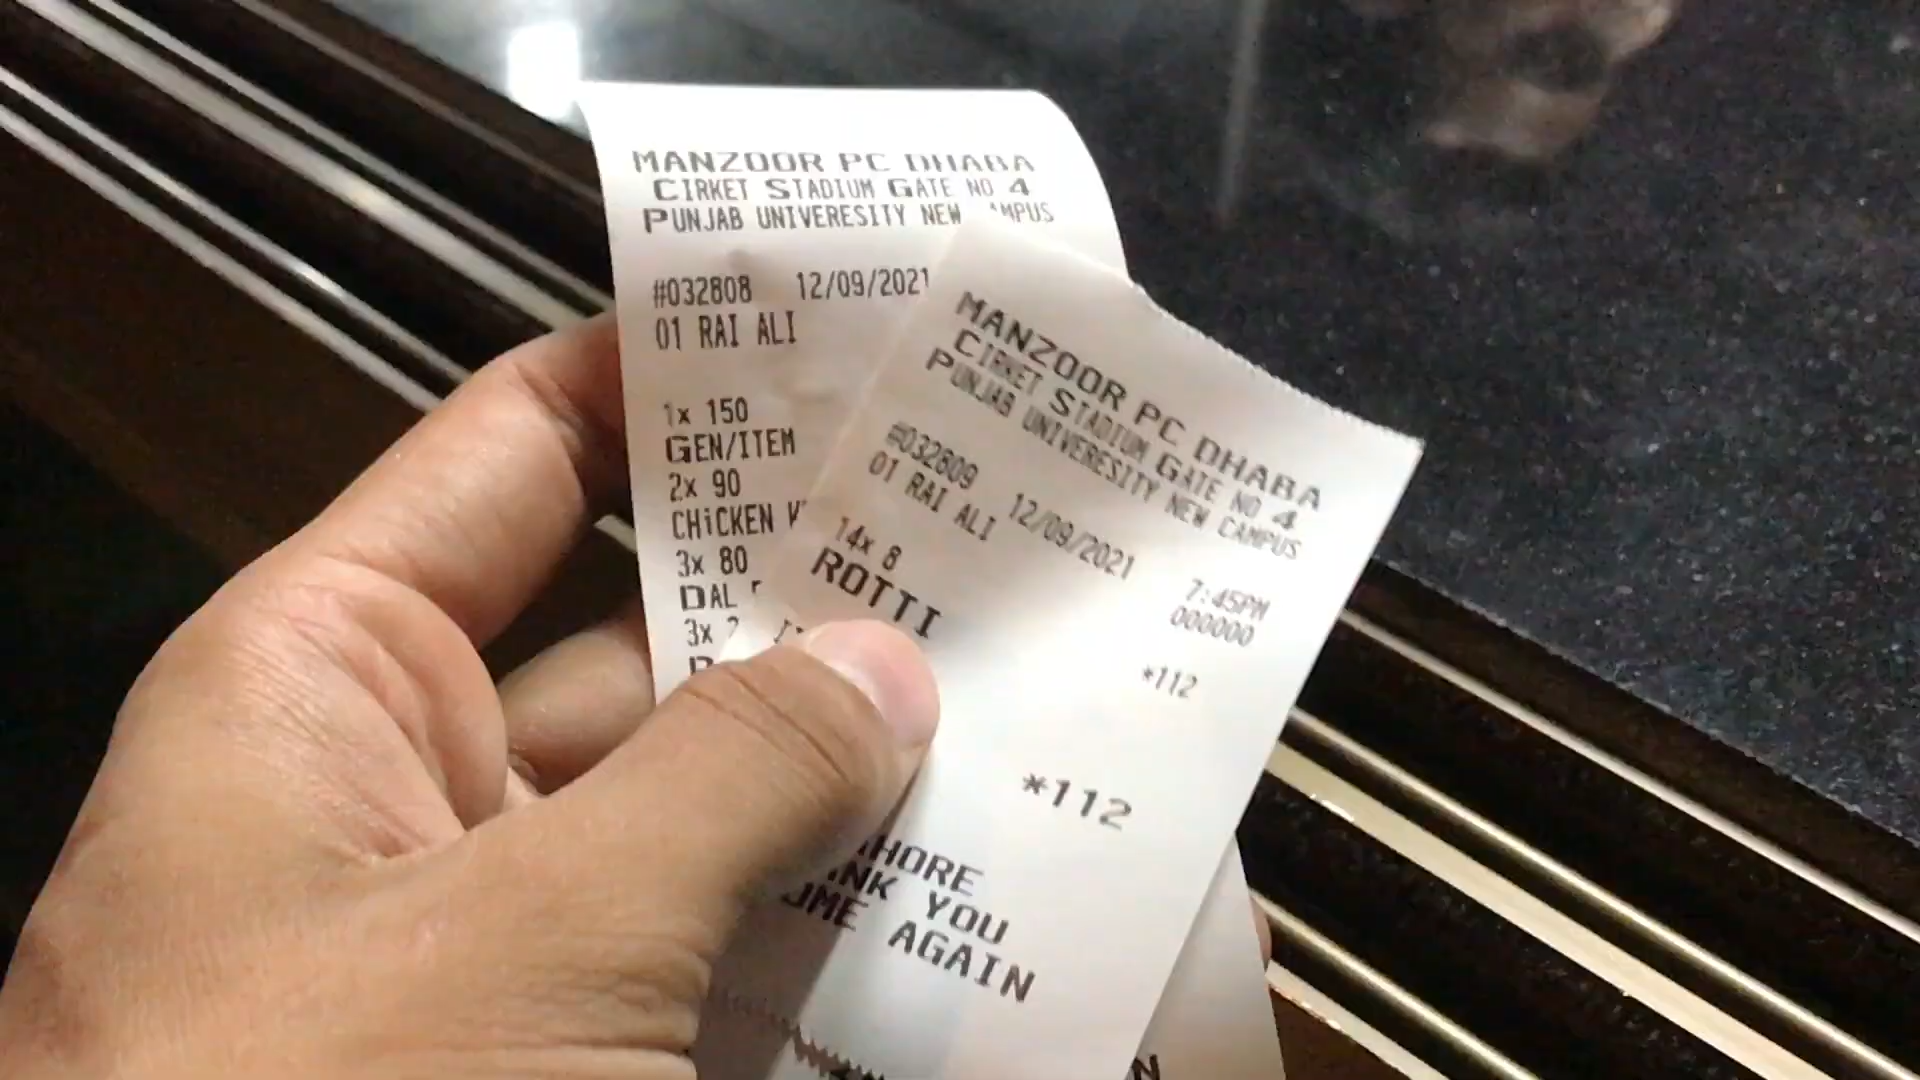 MANZOOR PC DHABA
CIRKET STADIUM GATE NO 4
PUNJAB UNIVERESITY NEW
#032808 12/09/2021
01 RAI ALI
1x 150
GEN/ITEM
2x 90
CHiCKEN
3x 80
DAL
3x
MANZOOR PC DHABA
CIRKET STADIUM GATE NO 4
PUNJAB UNIVERESITY NEW CAMPUS
#032809 12/09/2021 7:45PM
01 RAI ALI 000000
14x 8
ROTTI *112
*112
YOU
AGAIN